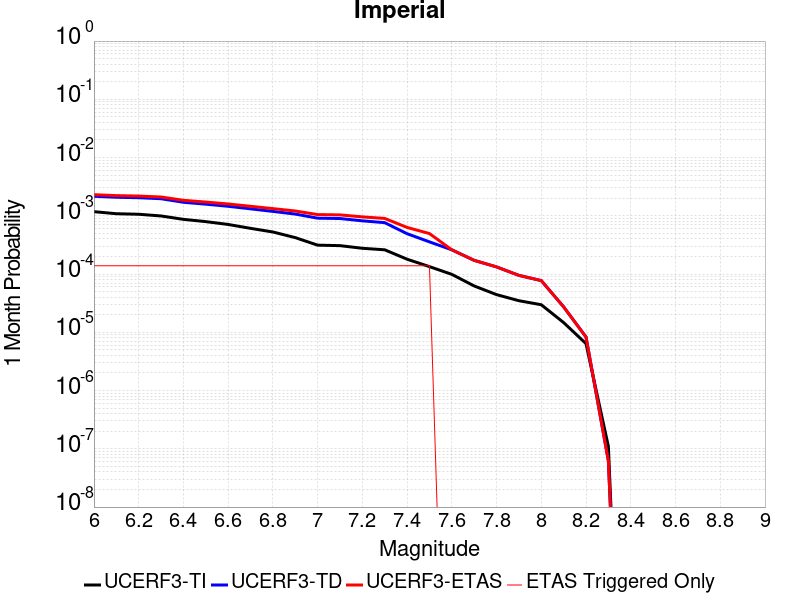 Imperial
10^0
10^-1
10^-2
10^-3
10^-4
10^-5
10^-6
10^-7
10^-8
1 Month Probability
6 6.2 6.4 6.6 6.8 7 7.2 7.4 7.6 7.8 8 8.2 8.4 8.6 8.8 9
Magnitude
UCERF3-TI UCERF3-TD UCERF3-ETAS ETAS Triggered Only